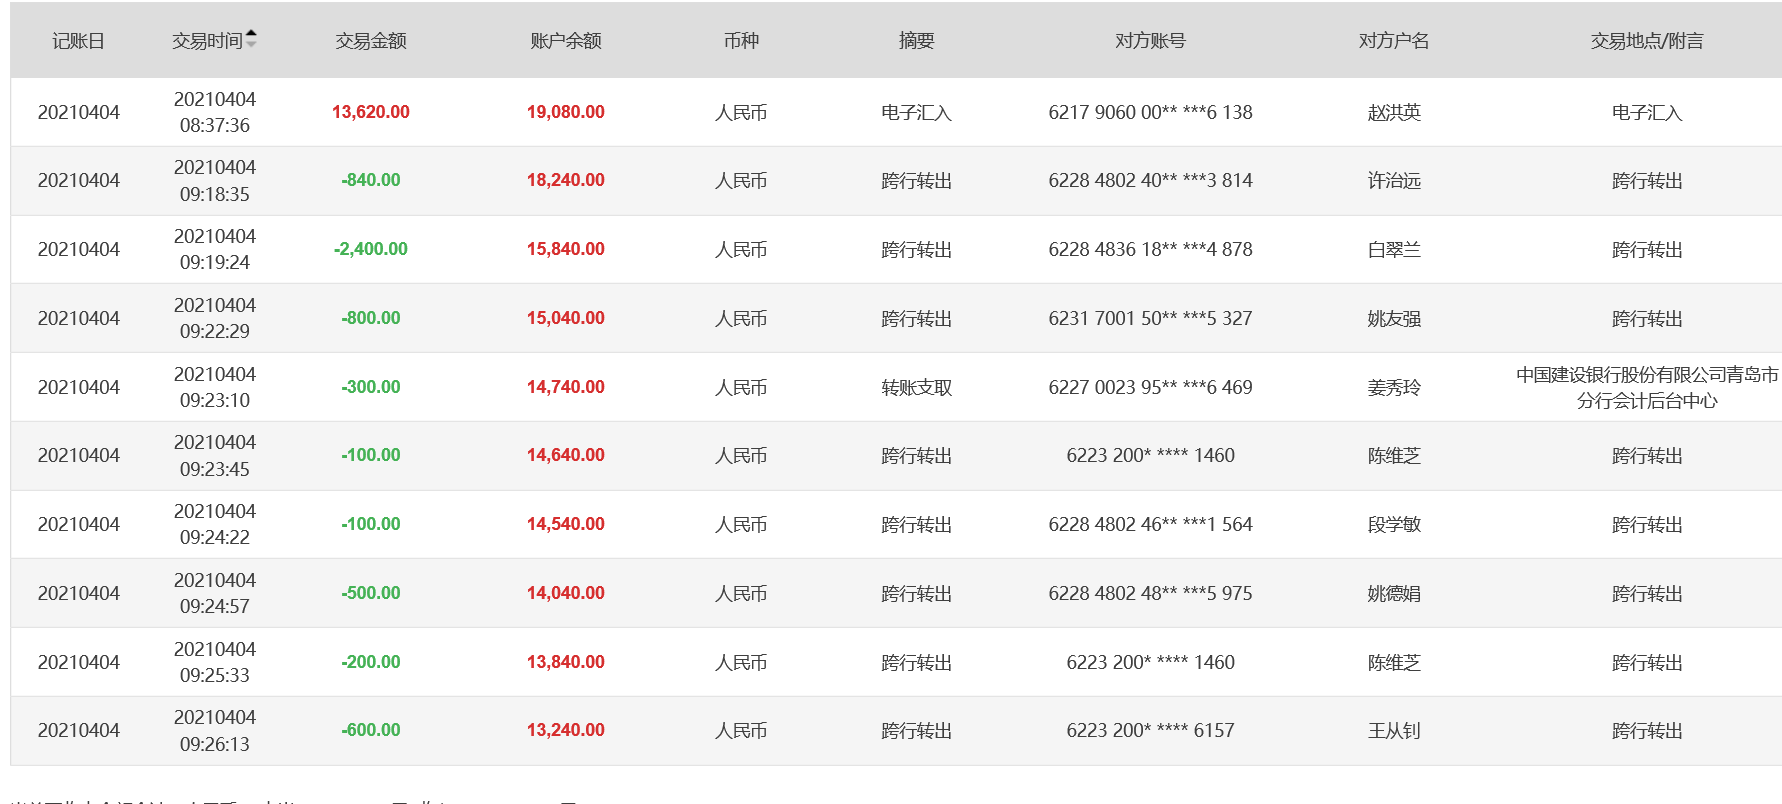 记账日 交易时间 交易金额 账户余额 币种 摘要 对方账号 对方户名 交易地点/附言
20210404 20210404 08:37:36 13,620.00 19,080.00 人民币 电子汇入 6217 9060 00** ***6 138 赵洪英 电子汇入
20210404 20210404 09:18:35 -840.00 18,240.00 人民币 跨行转出 6228 4802 40** ***3 814 许治远 跨行转出
20210404 20210404 09:19:24 -2,400.00 15,840.00 人民币 跨行转出 6228 4836 18** ***4 878 白翠兰 跨行转出
20210404 20210404 09:22:29 -800.00 15,040.00 人民币 跨行转出 6231 7001 50** ***5 327 姚友强 跨行转出
20210404 20210404 09:23:10 -300.00 14,740.00 人民币 转账支取 6227 0023 95** ***6 469 姜秀玲 中国建设银行股份有限公司青岛市分行会计后台中心
20210404 20210404 09:23:45 -100.00 14,640.00 人民币 跨行转出 6223 200* **** 1460 陈维芝 跨行转出
20210404 20210404 09:24:22 -100.00 14,540.00 人民币 跨行转出 6228 4802 46** ***1 564 段学敏 跨行转出
20210404 20210404 09:24:57 -500.00 14,040.00 人民币 跨行转出 6228 4802 48** ***5 975 姚德娟 跨行转出
20210404 20210404 09:25:33 -200.00 13,840.00 人民币 跨行转出 6223 200* **** 1460 陈维芝 跨行转出
20210404 20210404 09:26:13 -600.00 13,240.00 人民币 跨行转出 6223 200* **** 6157 王从钊 跨行转出